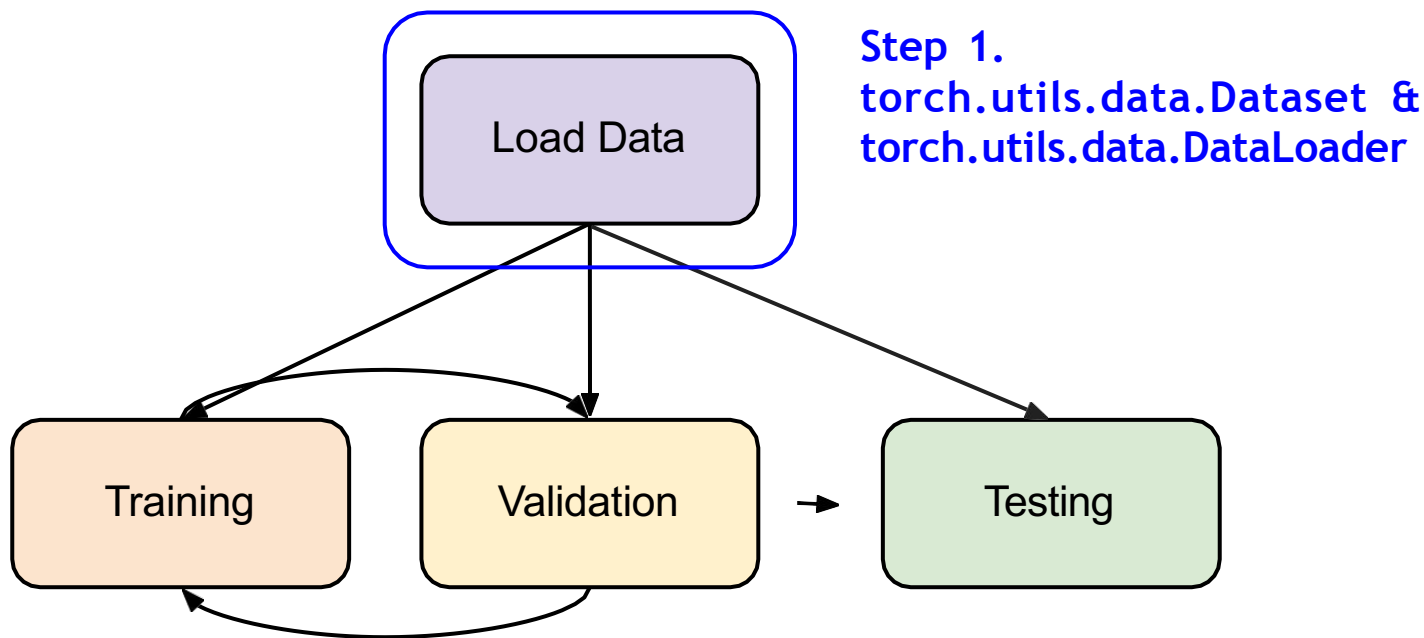 Step 1.
torch.utils.data.Dataset &
torch.utils.data.DataLoader
Load Data
Training
Validation
Testing